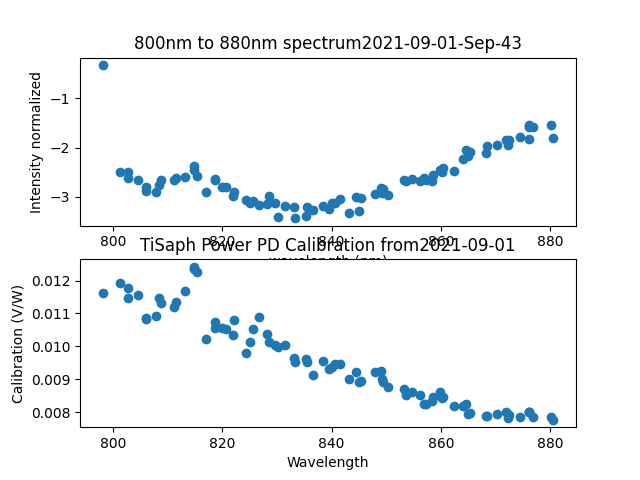 800nm to 880nm spectrum2021-09-01-Sep-43
Intensity normalized
−1
−2
−3
800 820 840 860 880
wavelength (nm)
TiSaph Power PD Calibration from2021-09-01
Calibration (V/W)
0.012
0.011
0.010
0.009
0.008
800 820 840 860 880
Wavelength